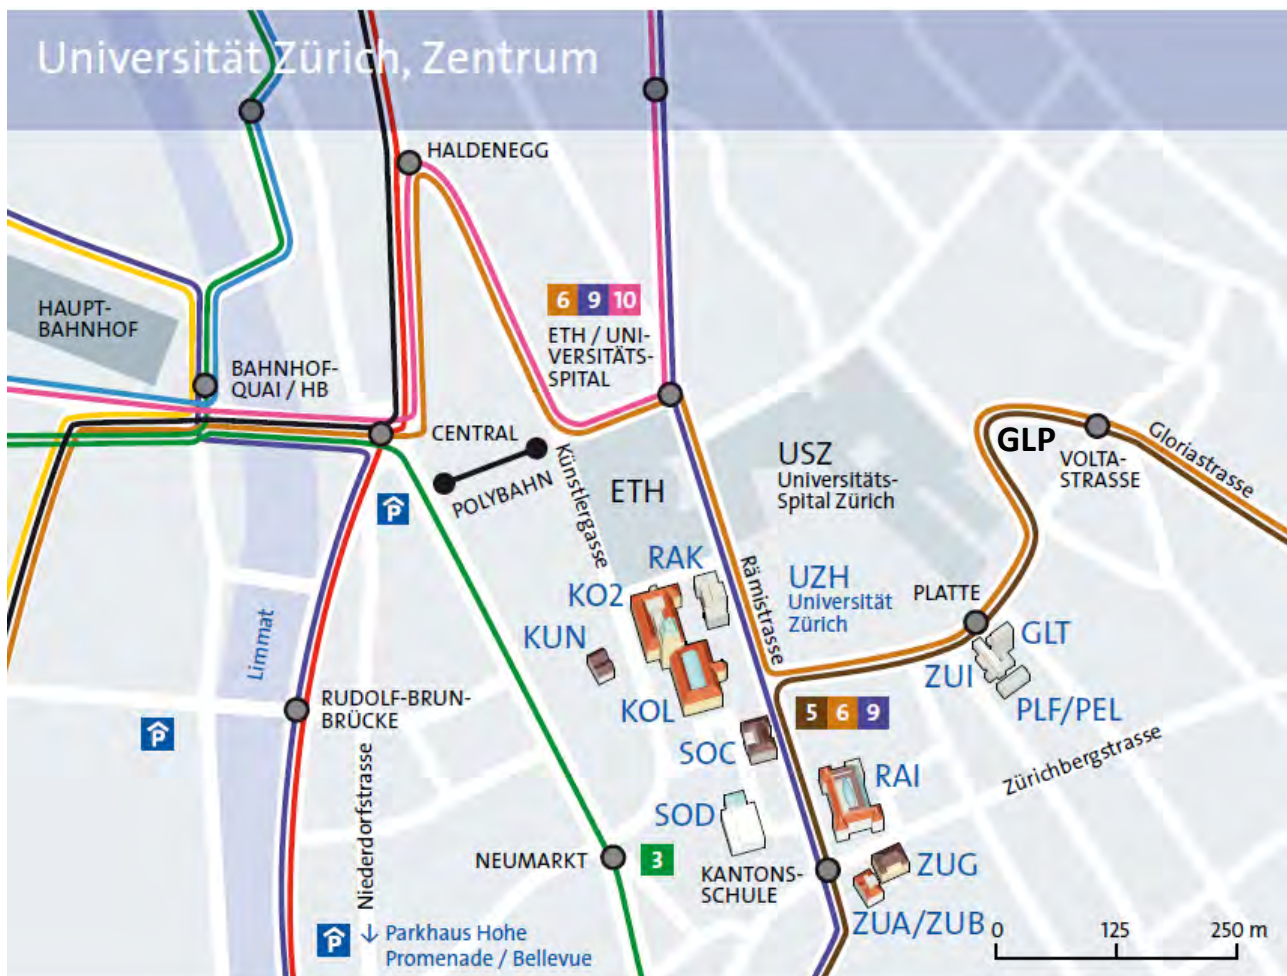 Universität Zürich, Zentrum
HALDENEGG
HAUPT-
BAHNHOF
6 9 10
ETH / UNI-
VERSITÄTS-
SPITAL
BAHNHOF-
QUAI / HB
CENTRAL
POLYBAHN
Künstlergasse
ETH
USZ
Universitäts-
Spital Zürich
GLP
VOLTA-
STRASSE
Gloriastrasse
P
RAK
KO2
KUN
KOL
Rämistrasse
UZH
Universität
Zürich
PLATTE
GLT
ZUI
PLF/PEL
Limmat
RUDOLF-BRUN-
BRÜCKE
P
Niederdorfstrasse
5 6 9
SOC
RAI
Zürichbergstrasse
SOD
NEUMARKT
3
KANTONS-
SCHULE
ZUG
ZUA/ZUB
P
↓ Parkhaus Hohe
Promenade / Bellevue
0 125 250 m